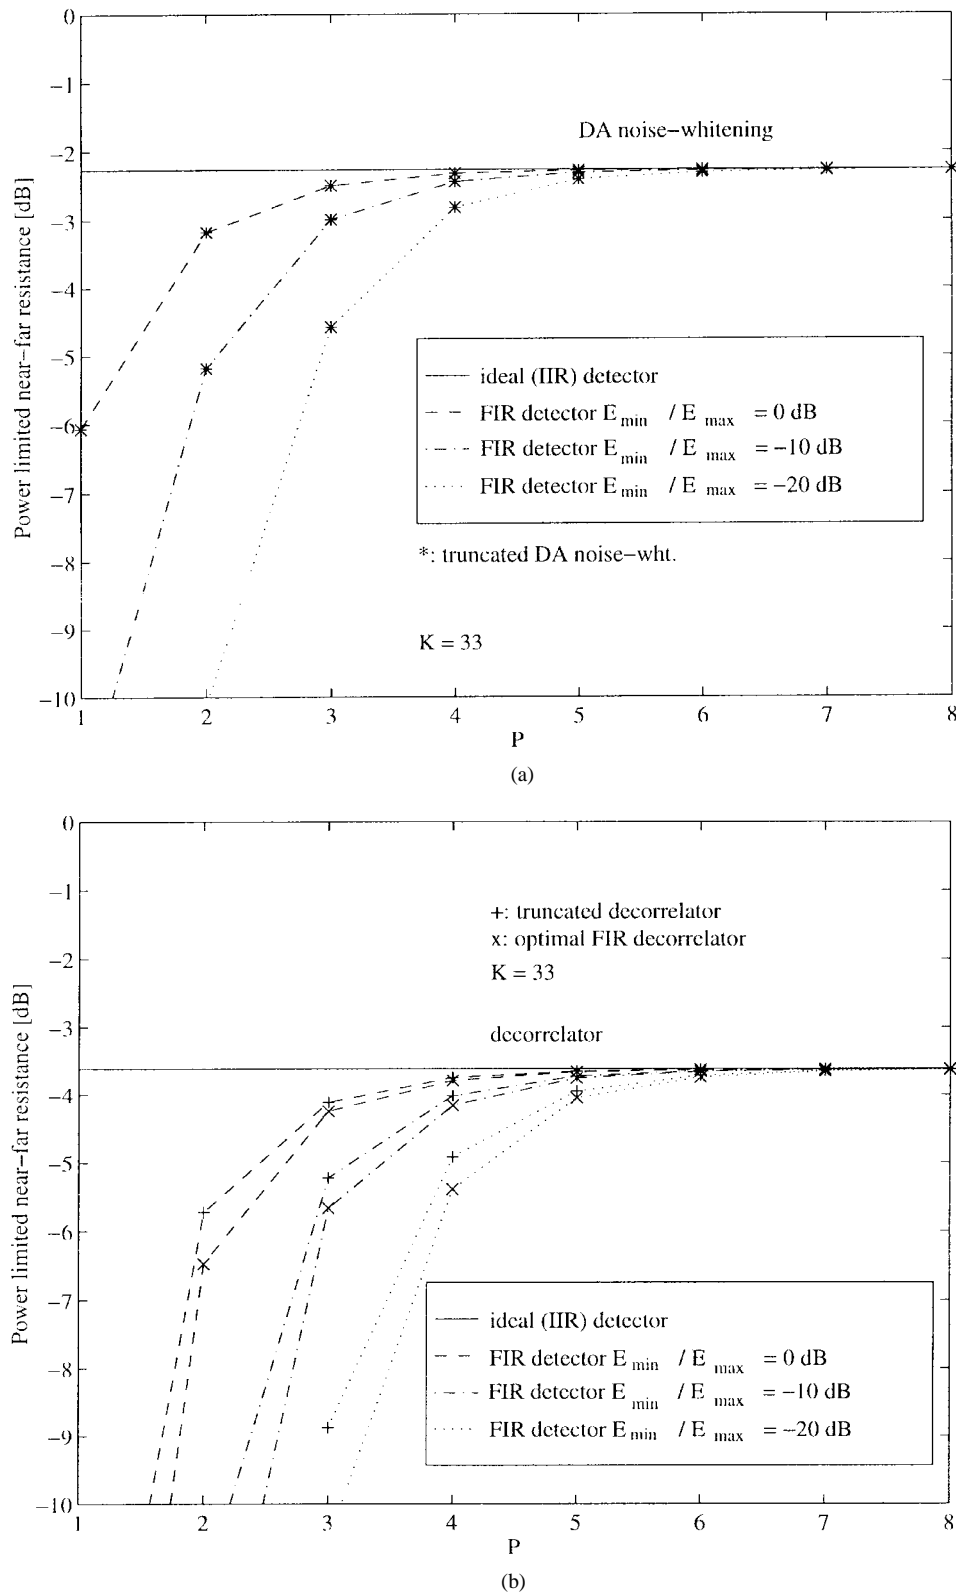 0
−1
−2
−3
−4
−5
−6
−7
−8
−9
−10
Power limited near−far resistance [dB]
DA noise−whitening
ideal (IIR) detector
FIR detector E min / E max = 0 dB
FIR detector E min / E max = −10 dB
FIR detector E min / E max = −20 dB
*: truncated DA noise−wht.
K = 33
1 2 3 4 5 6 7 8
P
(a)
0
−1
−2
−3
−4
−5
−6
−7
−8
−9
−10
Power limited near−far resistance [dB]
+: truncated decorrelator
x: optimal FIR decorrelator
K = 33
decorrelator
ideal (IIR) detector
FIR detector E min / E max = 0 dB
FIR detector E min / E max = −10 dB
FIR detector E min / E max = −20 dB
1 2 3 4 5 6 7 8
P
(b)